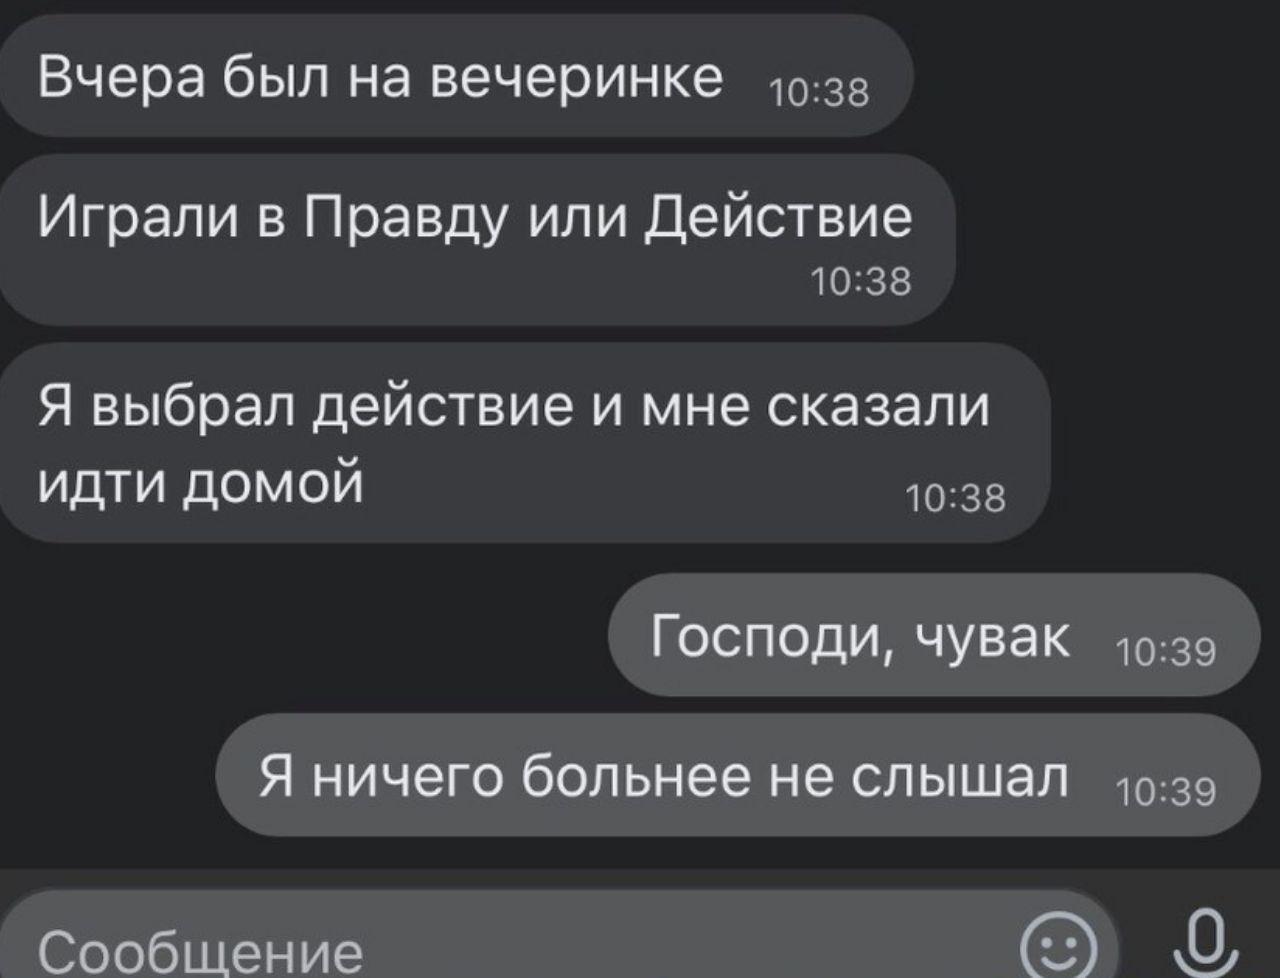 Вчера был на вечеринке 10:38
Играли в Правду или Действие
10:38
Я выбрал действие и мне сказали
идти домой 10:38
Господи, чувак 10:39
Я ничего больнее не слышал 10:39
Сообщение